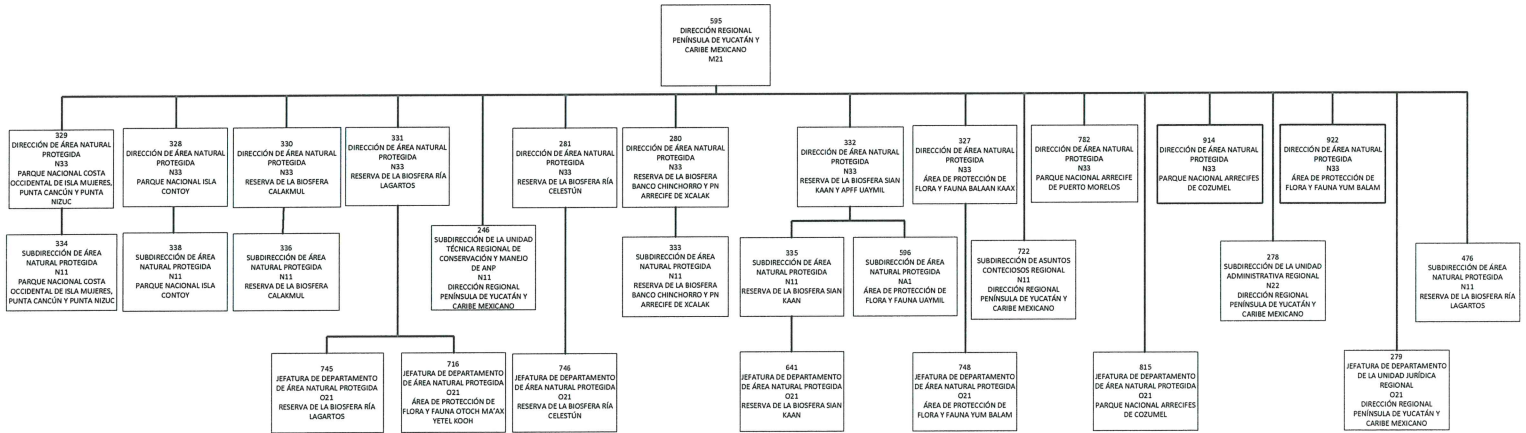 595
DIRECCIÓN REGIONAL
PENÍNSULA DE YUCATÁN Y
CARIBE MEXICANO
M21
329
DIRECCIÓN DE ÁREA NATURAL
PROTEGIDA
N33
PARQUE NACIONAL COSTA
OCCIDENTAL DE ISLA MUJERES,
PUNTA CANCÚN Y PUNTA
NIZUC
328
DIRECCIÓN DE ÁREA NATURAL
PROTEGIDA
N33
PARQUE NACIONAL ISLA
CONTOY
330
DIRECCIÓN DE ÁREA NATURAL
PROTEGIDA
N33
RESERVA DE LA BIOSFERA
CALAKMUL
331
DIRECCIÓN DE ÁREA NATURAL
PROTEGIDA
N33
RESERVA DE LA BIOSFERA RÍA
LAGARTOS
281
DIRECCIÓN DE ÁREA NATURAL
PROTEGIDA
N33
RESERVA DE LA BIOSFERA RÍA
CELESTÚN
280
DIRECCIÓN DE ÁREA NATURAL
PROTEGIDA
N33
RESERVA DE LA BIOSFERA
BANCO CHINCHORRO Y PN
ARRECIFE DE XCALAK
332
DIRECCIÓN DE ÁREA NATURAL
PROTEGIDA
N33
RESERVA DE LA BIOSFERA SIAN
KAAN Y APFF UAYMIL
327
DIRECCIÓN DE ÁREA NATURAL
PROTEGIDA
N33
ÁREA DE PROTECCIÓN DE
FLORA Y FAUNA BALAAN KAAX
782
DIRECCIÓN DE ÁREA NATURAL
PROTEGIDA
N33
PARQUE NACIONAL ARRECIFE
DE PUERTO MORELOS
914
DIRECCIÓN DE ÁREA NATURAL
PROTEGIDA
N33
PARQUE NACIONAL ARRECIFES
DE COZUMEL
922
DIRECCIÓN DE ÁREA NATURAL
PROTEGIDA
N33
ÁREA DE PROTECCIÓN DE
FLORA Y FAUNA YUM BALAM
334
SUBDIRECCIÓN DE ÁREA
NATURAL PROTEGIDA
N11
PARQUE NACIONAL COSTA
OCCIDENTAL DE ISLA MUJERES,
PUNTA CANCÚN Y PUNTA NIZUC
338
SUBDIRECCIÓN DE ÁREA
NATURAL PROTEGIDA
N11
PARQUE NACIONAL ISLA
CONTOY
336
SUBDIRECCIÓN DE ÁREA
NATURAL PROTEGIDA
N11
RESERVA DE LA BIOSFERA
CALAKMUL
246
SUBDIRECCIÓN DE LA UNIDAD
TÉCNICA REGIONAL DE
CONSERVACIÓN Y MANEJO
DE ANP
N11
DIRECCIÓN REGIONAL
PENÍNSULA DE YUCATÁN Y
CARIBE MEXICANO
333
SUBDIRECCIÓN DE ÁREA
NATURAL PROTEGIDA
N11
RESERVA DE LA BIOSFERA
BANCO CHINCHORRO Y PN
ARRECIFE DE XCALAK
335
SUBDIRECCIÓN DE ÁREA
NATURAL PROTEGIDA
N11
RESERVA DE LA BIOSFERA SIAN
KAAN
596
SUBDIRECCIÓN DE ÁREA
NATURAL PROTEGIDA
NA1
ÁREA DE PROTECCIÓN DE
FLORA Y FAUNA UAYMIL
722
SUBDIRECCIÓN DE ASUNTOS
CONTECIOSOS REGIONAL
N11
DIRECCIÓN REGIONAL
PENÍNSULA DE YUCATÁN Y
CARIBE MEXICANO
278
SUBDIRECCIÓN DE LA UNIDAD
ADMINISTRATIVA REGIONAL
N22
DIRECCIÓN REGIONAL
PENÍNSULA DE YUCATÁN Y
CARIBE MEXICANO
476
SUBDIRECCIÓN DE ÁREA
NATURAL PROTEGIDA
N11
RESERVA DE LA BIOSFERA RÍA
LAGARTOS
745
JEFATURA DE DEPARTAMENTO
DE ÁREA NATURAL PROTEGIDA
O21
RESERVA DE LA BIOSFERA RÍA
LAGARTOS
716
JEFATURA DE DEPARTAMENTO
DE ÁREA NATURAL PROTEGIDA
O21
ÁREA DE PROTECCIÓN DE
FLORA Y FAUNA OTOCH MA'AX
YETEL KOOH
746
JEFATURA DE DEPARTAMENTO
DE ÁREA NATURAL PROTEGIDA
O21
RESERVA DE LA BIOSFERA RÍA
CELESTÚN
641
JEFATURA DE DEPARTAMENTO
DE ÁREA NATURAL PROTEGIDA
O21
RESERVA DE LA BIOSFERA SIAN
KAAN
748
JEFATURA DE DEPARTAMENTO
DE ÁREA NATURAL PROTEGIDA
O21
ÁREA DE PROTECCIÓN DE
FLORA Y FAUNA YUM BALAM
815
JEFATURA DE DEPARTAMENTO
DE ÁREA NATURAL PROTEGIDA
O21
PARQUE NACIONAL ARRECIFES
DE COZUMEL
279
JEFATURA DE DEPARTAMENTO
DE LA UNIDAD JURÍDICA
REGIONAL
O21
DIRECCIÓN REGIONAL
PENÍNSULA DE YUCATÁN Y
CARIBE MEXICANO